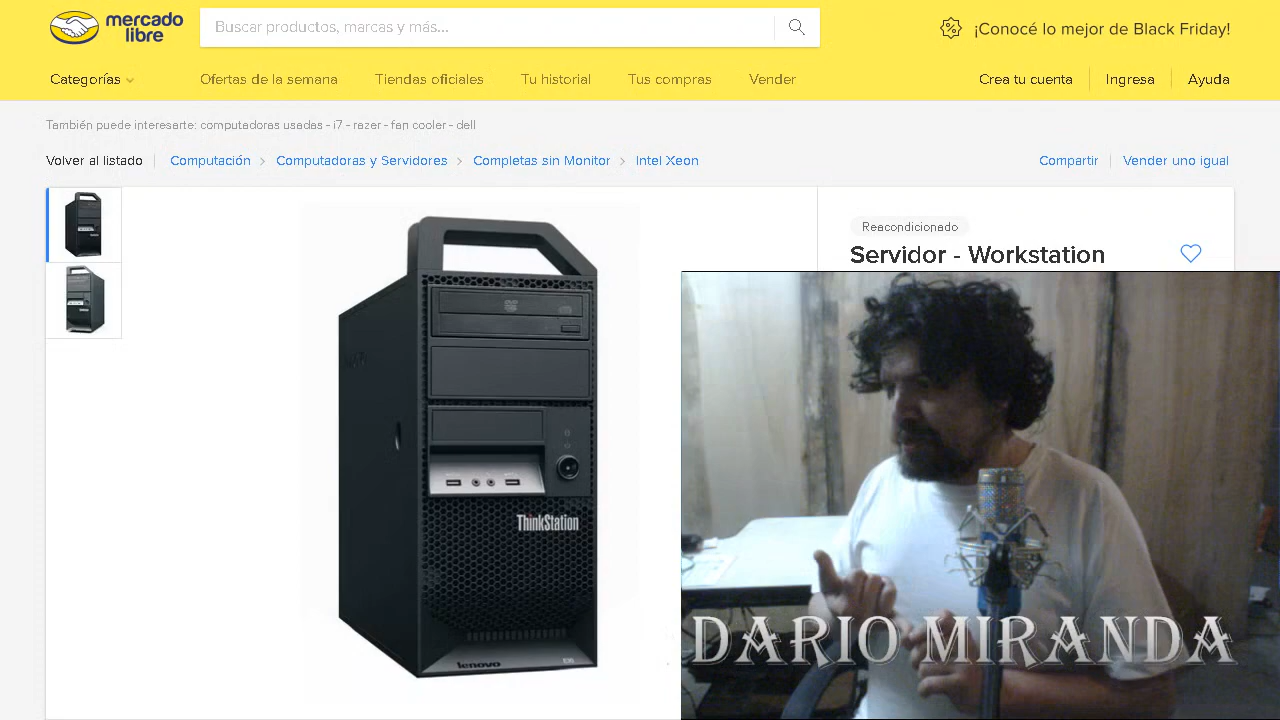 mercado
libre
Buscar productos, marcas y más...
¡Conocé lo mejor de Black Friday!
Categorías
Ofertas de la semana
Tiendas oficiales
Tu historial
Tus compras
Vender
Crea tu cuenta
Ingresa
Ayuda
También puede interesarte: computadoras usadas - i7 - razer - fan cooler - dell
Volver al listado
Computación
Computadoras y Servidores
Completas sin Monitor
Intel Xeon
Compartir
Vender uno igual
Reacondicionado
Servidor - Workstation
ThinkStation
lenovo
DARIO MIRANDA